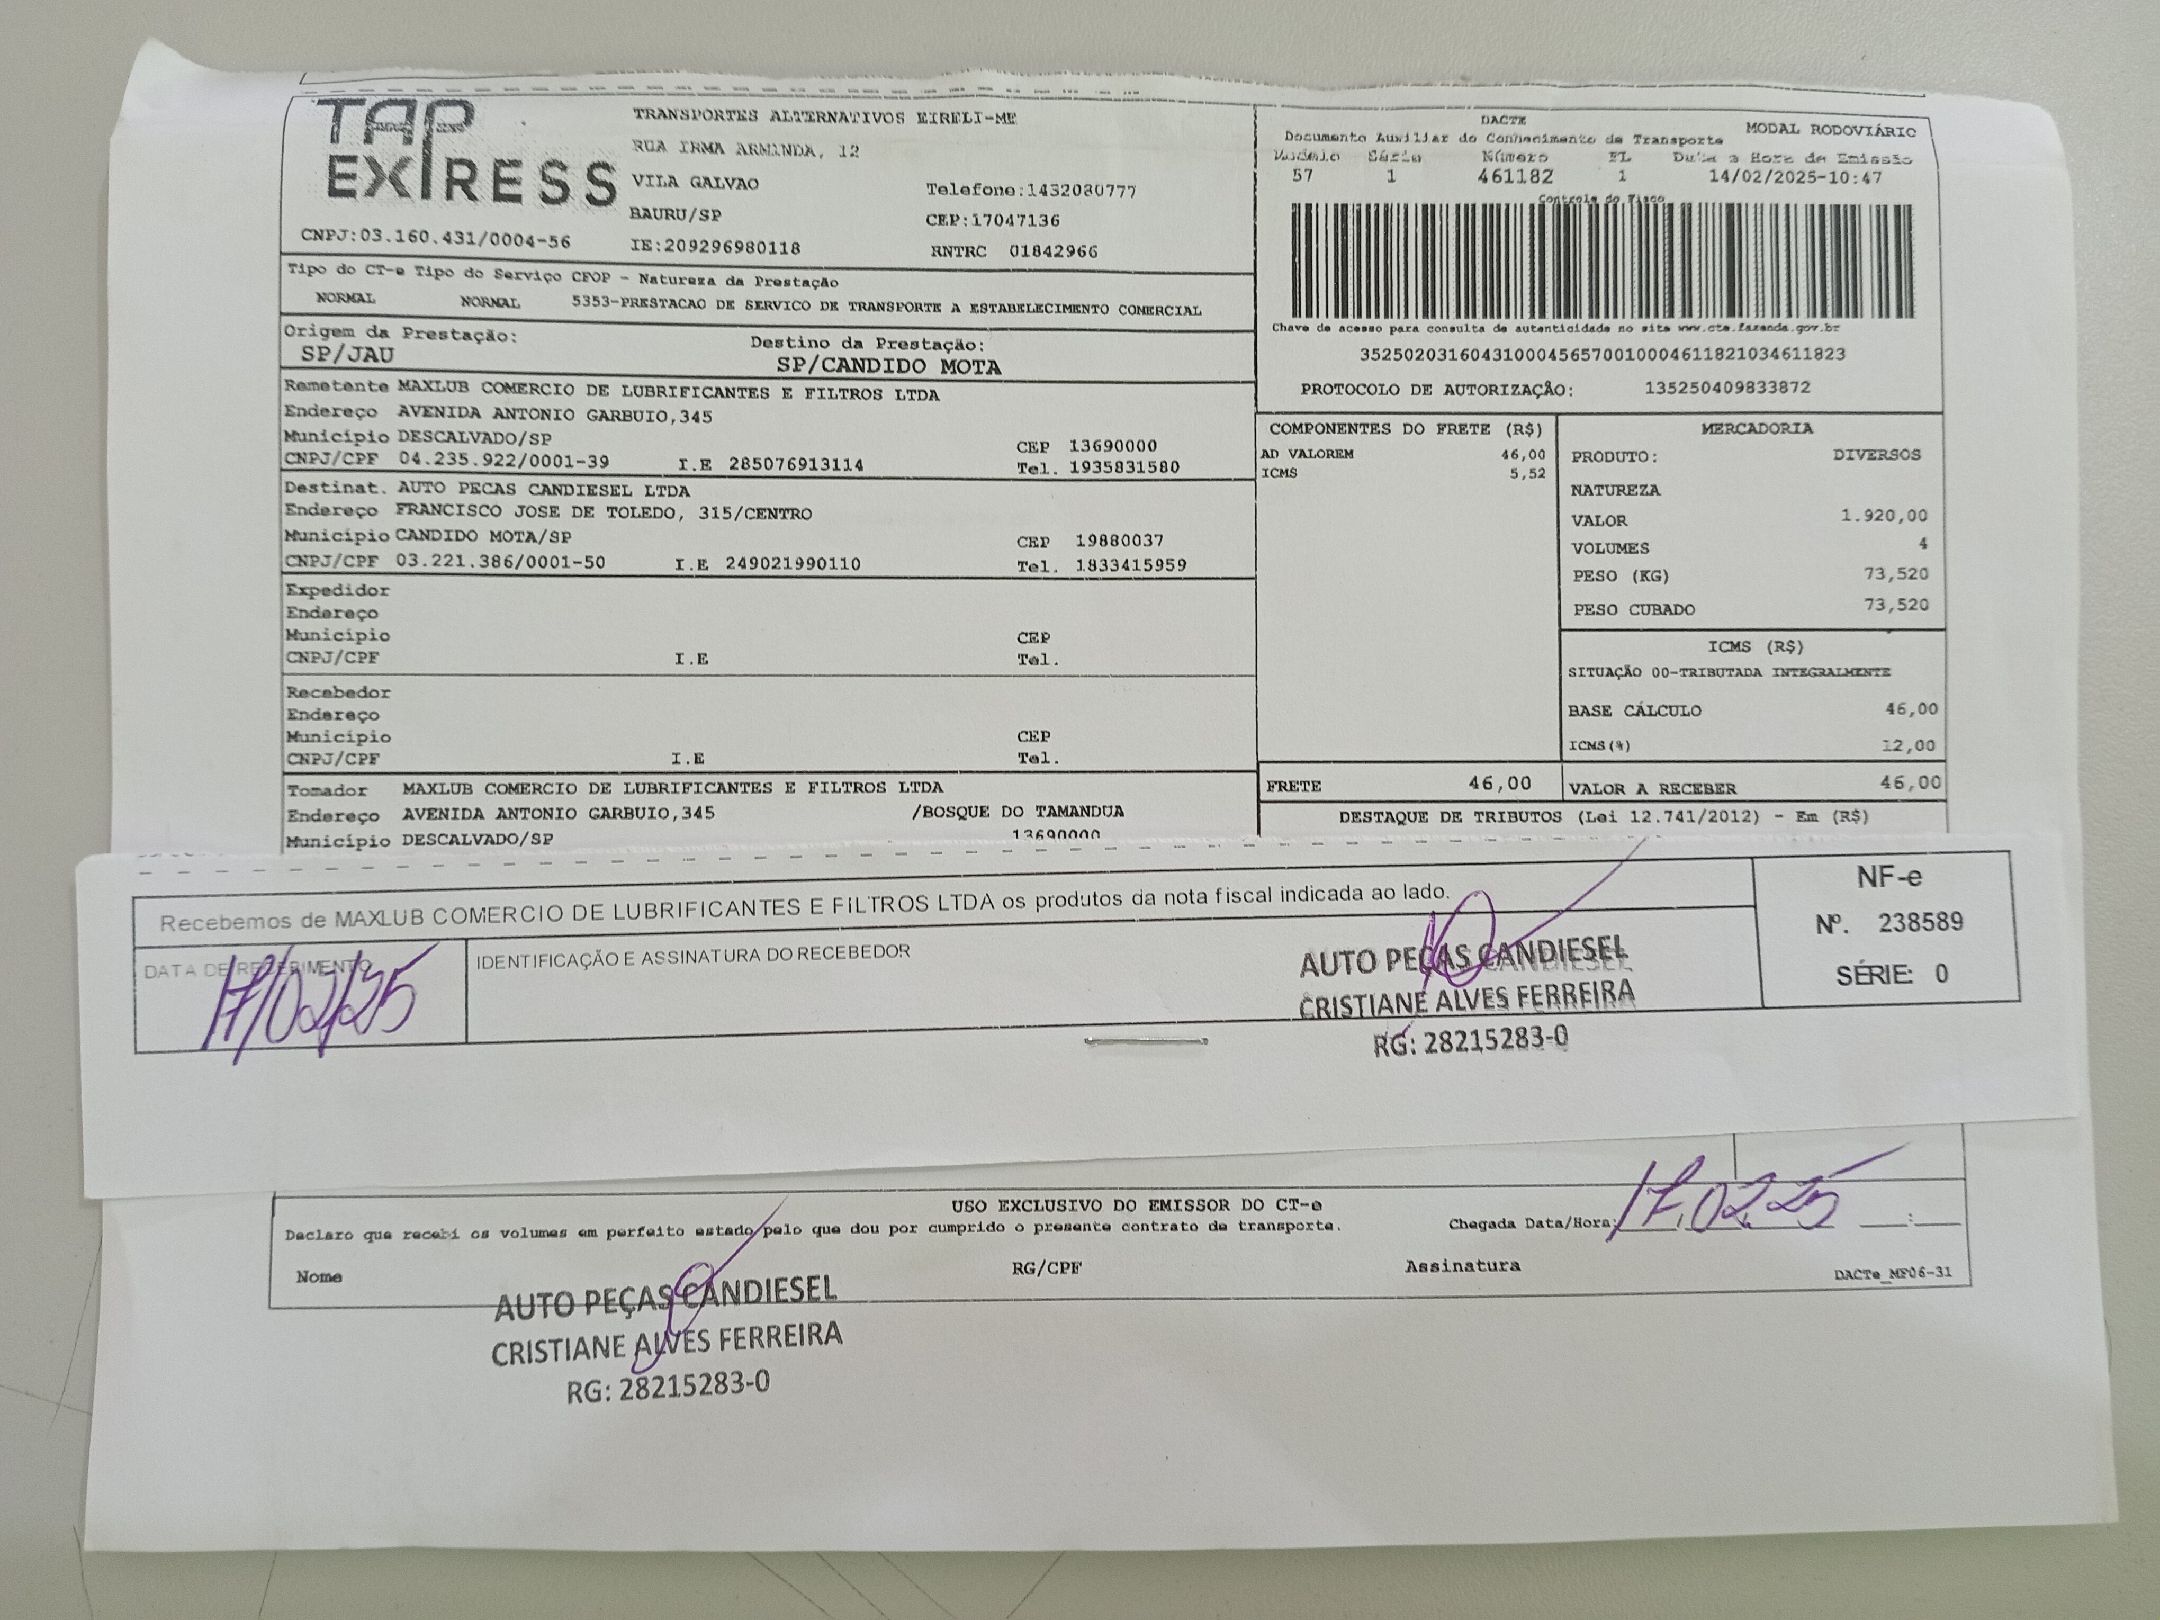 TAP
EXPRESS
CNPJ:03.160.431/0004-56
TRANSPORTES ALTERNATIVOS EIRELI-ME
RUA IRMA ARMINDA, 12
VILA GALVAO Telefone:1432080777
BAURU/SP CEP:17047136
IE:209296980118 RNTRC 01842966
DACTE MODAL RODOVIÁRIO
Documento Auxiliar do Conhecimento de Transporte
Modelo Série Número FL Data e Hora de Emissão
57 1 461182 1 14/02/2025-10:47
Controle do Fisco
Chave de acesso para consulta de autenticidade no site www.cte.fazenda.gov.br
35250203160431000456570010004611821034611823
PROTOCOLO DE AUTORIZAÇÃO: 135250409833872
Tipo do CT-e Tipo do Serviço CFOP - Natureza da Prestação
NORMAL NORMAL 5353-PRESTACAO DE SERVICO DE TRANSPORTE A ESTABELECIMENTO COMERCIAL
Origem da Prestação: Destino da Prestação:
SP/JAU SP/CANDIDO MOTA
Remetente MAXLUB COMERCIO DE LUBRIFICANTES E FILTROS LTDA
Endereço AVENIDA ANTONIO GARBUIO,345
Município DESCALVADO/SP CEP 13690000
CNPJ/CPF 04.235.922/0001-39 I.E 285076913114 Tel. 1935831580
Destinat. AUTO PECAS CANDIESEL LTDA
Endereço FRANCISCO JOSE DE TOLEDO, 315/CENTRO
Município CANDIDO MOTA/SP CEP 19880037
CNPJ/CPF 03.221.386/0001-50 I.E 249021990110 Tel. 1833415959
Expedidor
Endereço
Município CEP
CNPJ/CPF I.E Tel.
Recebedor
Endereço
Município CEP
CNPJ/CPF I.E Tel.
Tomador MAXLUB COMERCIO DE LUBRIFICANTES E FILTROS LTDA
Endereço AVENIDA ANTONIO GARBUIO,345 /BOSQUE DO TAMANDUA
Município DESCALVADO/SP 13690000
COMPONENTES DO FRETE (R$)
AD VALOREM 46,00
ICMS 5,52
FRETE 46,00
MERCADORIA
PRODUTO: DIVERSOS
NATUREZA
VALOR 1.920,00
VOLUMES 4
PESO (KG) 73,520
PESO CUBADO 73,520
ICMS (R$)
SITUAÇÃO 00-TRIBUTADA INTEGRALMENTE
BASE CÁLCULO 46,00
ICMS(%) 12,00
VALOR A RECEBER 46,00
DESTAQUE DE TRIBUTOS (Lei 12.741/2012) - Em (R$)
Recebemos de MAXLUB COMERCIO DE LUBRIFICANTES E FILTROS LTDA os produtos da nota fiscal indicada ao lado.
DATA DE RECEBIMENTO
17/02/25
IDENTIFICAÇÃO E ASSINATURA DO RECEBEDOR
AUTO PEÇAS CANDIESEL
CRISTIANE ALVES FERREIRA
RG: 28215283-0
NF-e
Nº. 238589
SÉRIE: 0
USO EXCLUSIVO DO EMISSOR DO CT-e
Declaro que recebi os volumes em perfeito estado pelo que dou por cumprido o presente contrato de transporte. Chegada Data/Hora: 17.02.25 __:__
Nome RG/CPF Assinatura DACTe_MF06-31
AUTO PEÇAS CANDIESEL
CRISTIANE ALVES FERREIRA
RG: 28215283-0